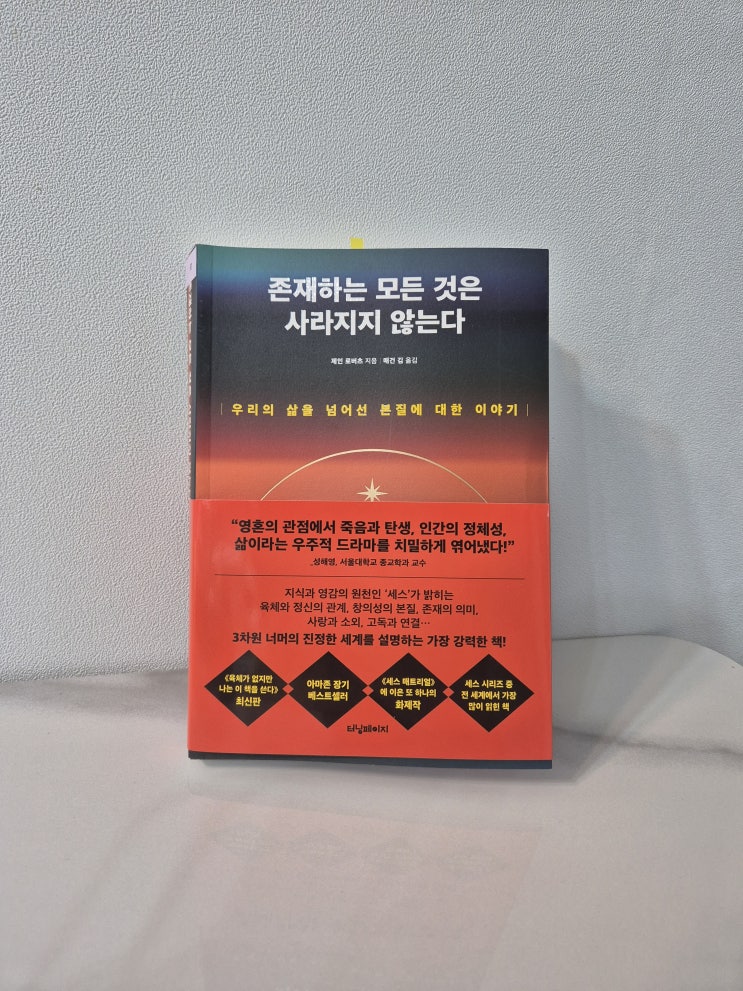 존재하는 모든 것은
사라지지 않는다
제인 로버츠 지음 | 매건 김 옮김
| 우리의 삶을 넘어선 본질에 대한 이야기 |
“영혼의 관점에서 죽음과 탄생, 인간의 정체성,
삶이라는 우주적 드라마를 치밀하게 엮어냈다!”
_성해영, 서울대학교 종교학과 교수
지식과 영감의 원천인 ‘세스’가 밝히는
육체와 정신의 관계, 창의성의 본질, 존재의 의미,
사랑과 소외, 고독과 연결…
3차원 너머의 진정한 세계를 설명하는 가장 강력한 책!
《육체가 없지만
나는 이 책을 쓴다》
최신판
아마존 장기
베스트셀러
《세스 매트리얼》
에 이은 또 하나의
화제작
세스 시리즈 중
전 세계에서 가장
많이 읽힌 책
터닝페이지